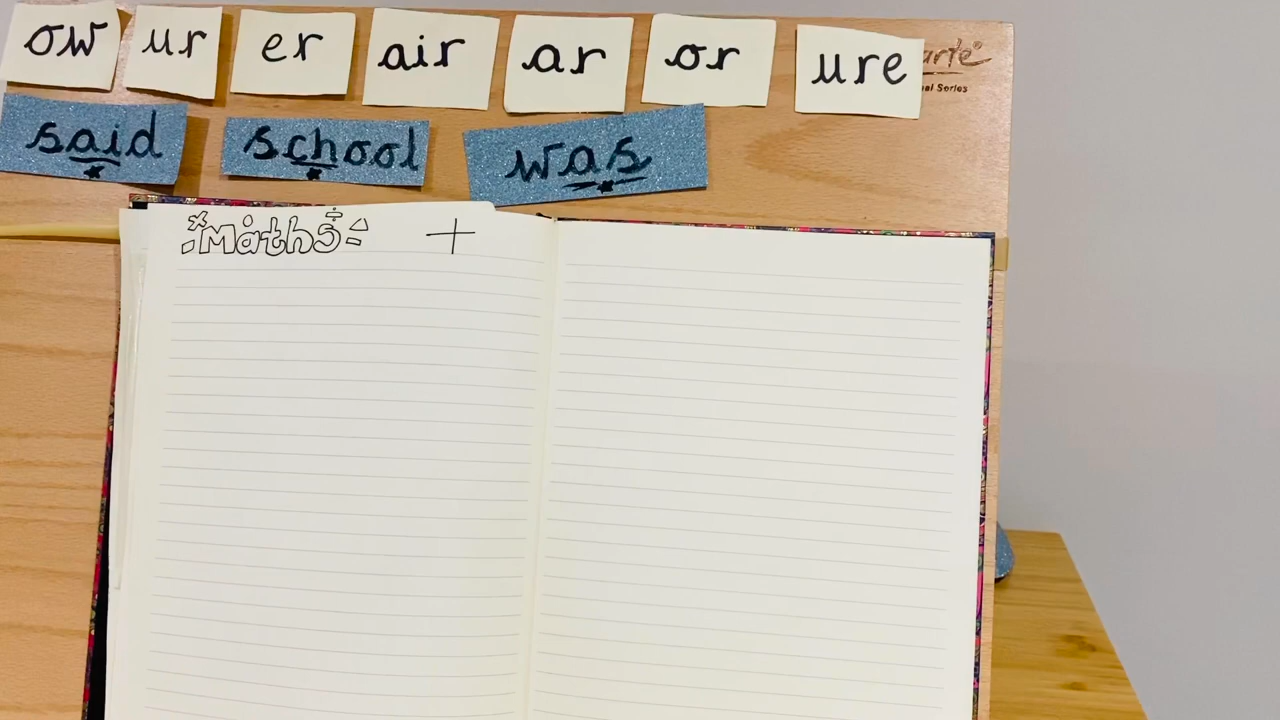 ow ur er air ar or ure
said school was
Maths +